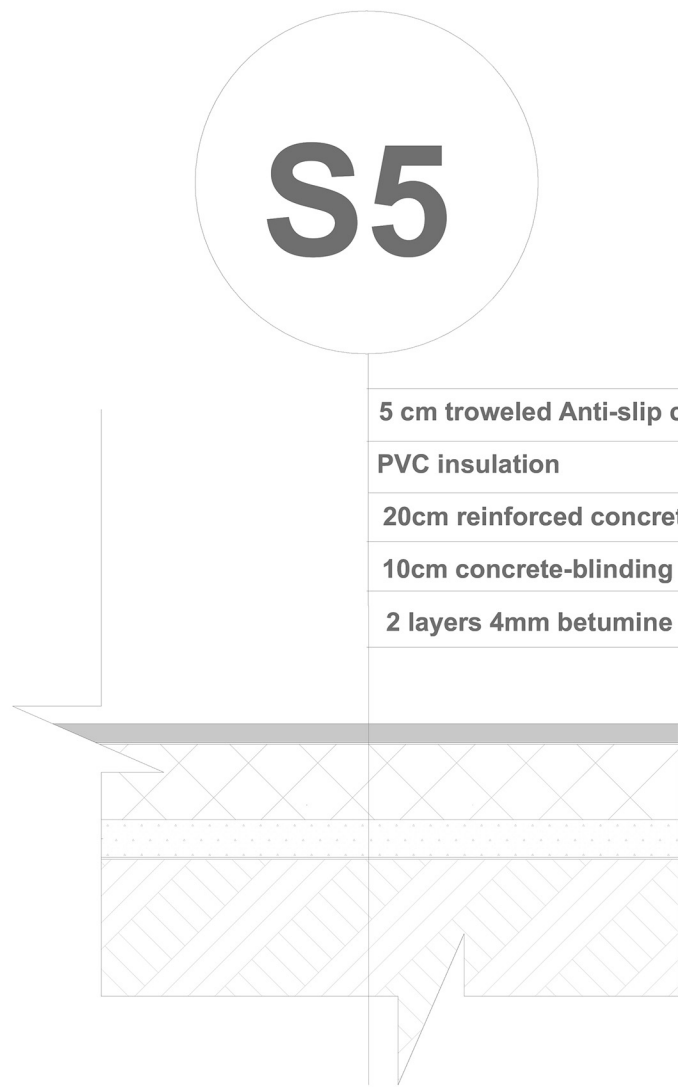 S5
5 cm troweled Anti-slip
PVC insulation
20cm reinforced
10cm concrete-blinding
2 layers 4mm betumine